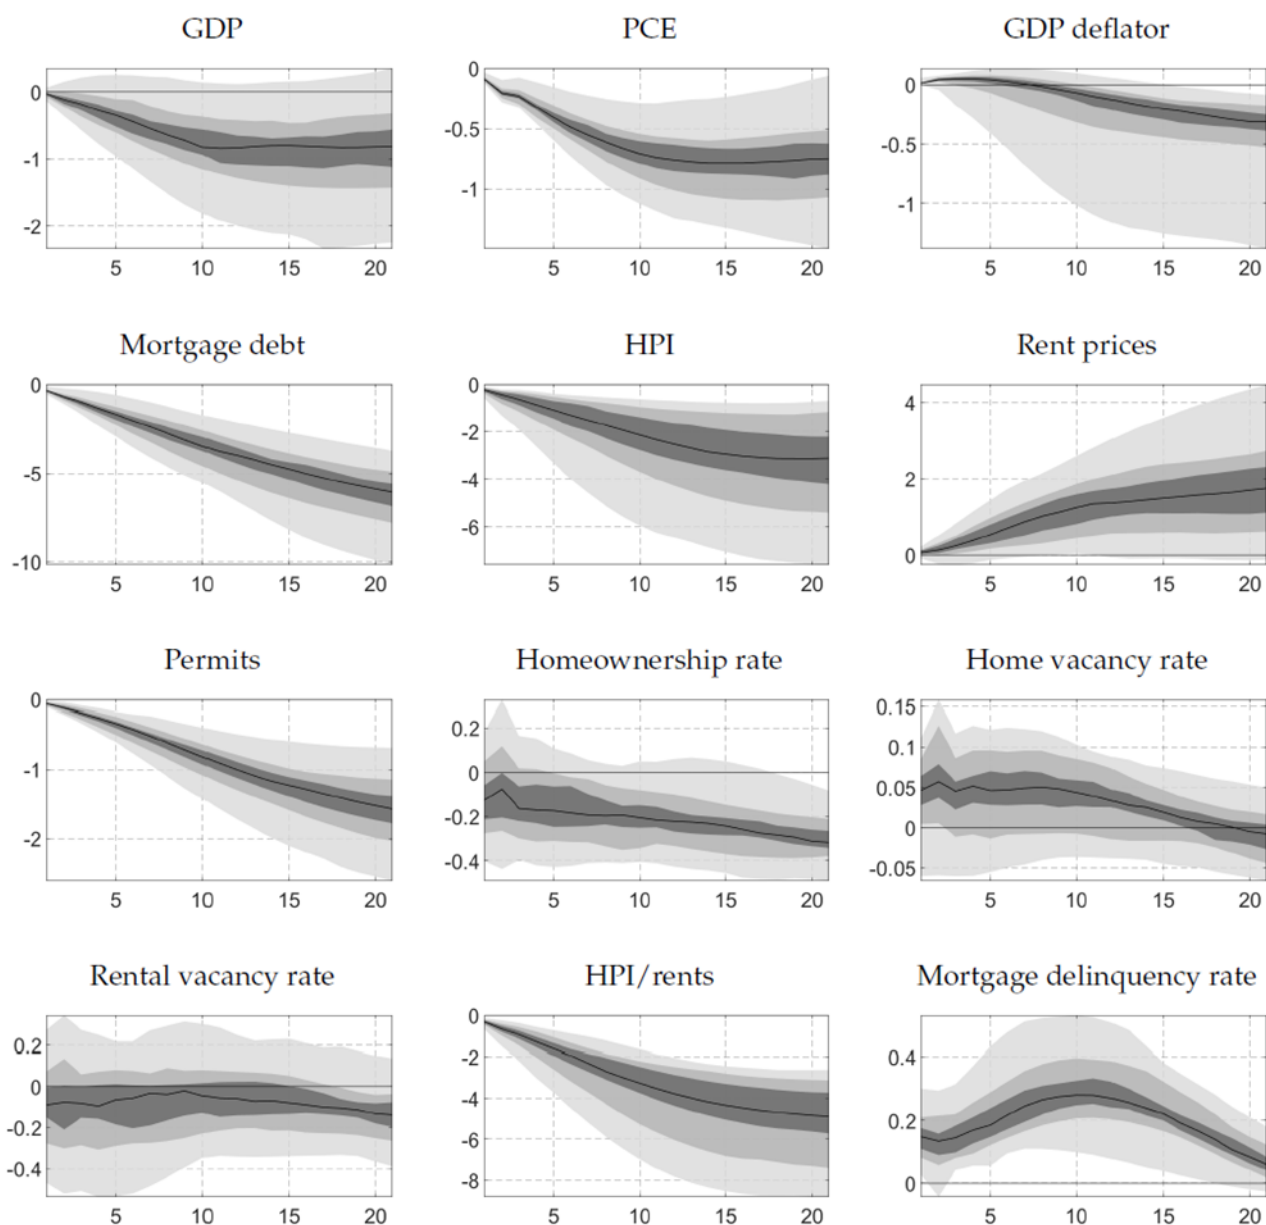 GDP PCE GDP deflator
0 0 0
-1 -0.5 -0.5
-2 -1 -1
5 10 15 20 5 10 15 20 5 10 15 20
Mortgage debt HPI Rent prices
0 0 4
-5 -2 2
-10 -4 0
-6
5 10 15 20 5 10 15 20 5 10 15 20
Permits Homeownership rate Home vacancy rate
0 0.2 0.15
-1 0 0.1
-2 -0.2 0.05
-0.4 0
-0.05
5 10 15 20 5 10 15 20 5 10 15 20
Rental vacancy rate HPI/rents Mortgage delinquency rate
0.2 0 0.4
0 -2 0.2
-0.2 -4 0
-0.4 -6
-8
5 10 15 20 5 10 15 20 5 10 15 20